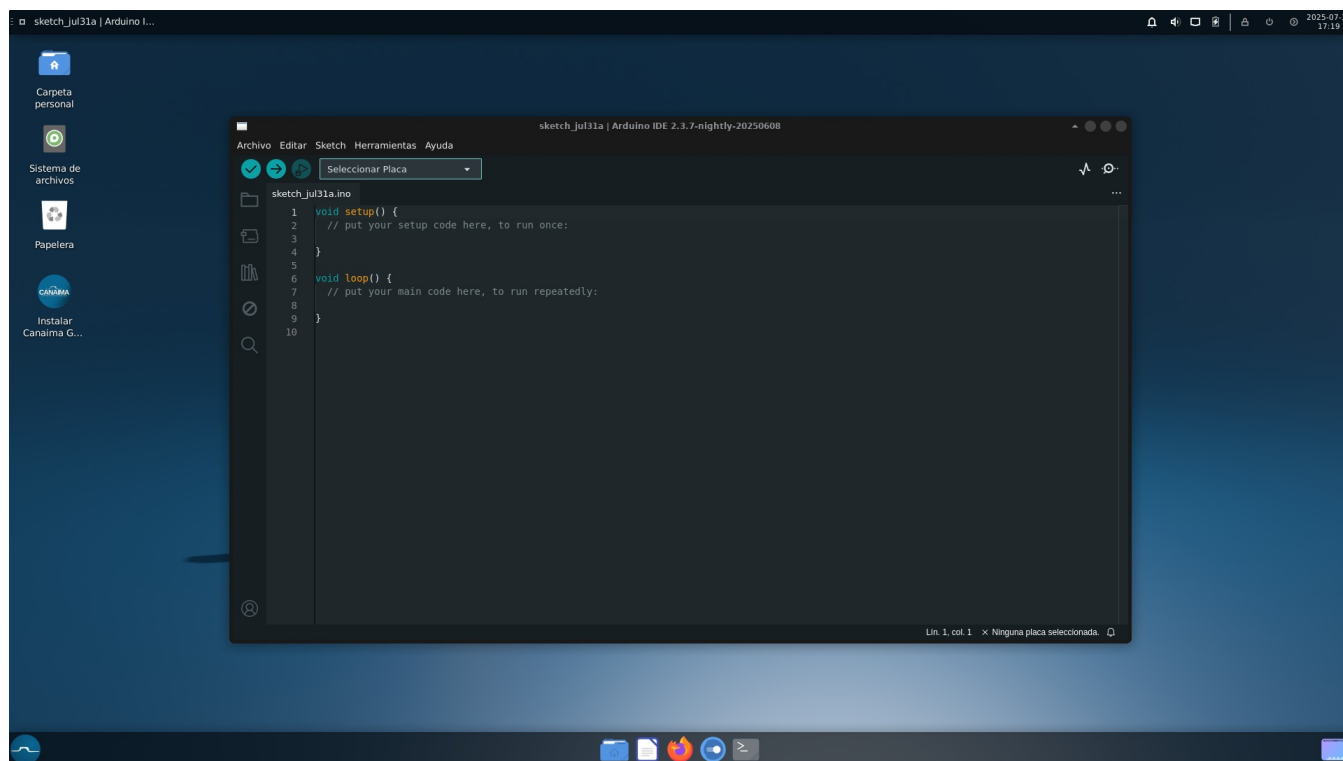 sketch_jul31a | Arduino I...
2025-07-
17:19
Carpeta
personal
Sistema de
archivos
Papelera
CANAIMA
Instalar
Canaima G...
sketch_jul31a | Arduino IDE 2.3.7-nightly-20250608
Archivo Editar Sketch Herramientas Ayuda
Seleccionar Placa
sketch_jul31a.ino
...
1 void setup() {
2 // put your setup code here, to run once:
3
4 }
5
6 void loop() {
7 // put your main code here, to run repeatedly:
8
9 }
10
Lín. 1, col. 1 × Ninguna placa seleccionada.